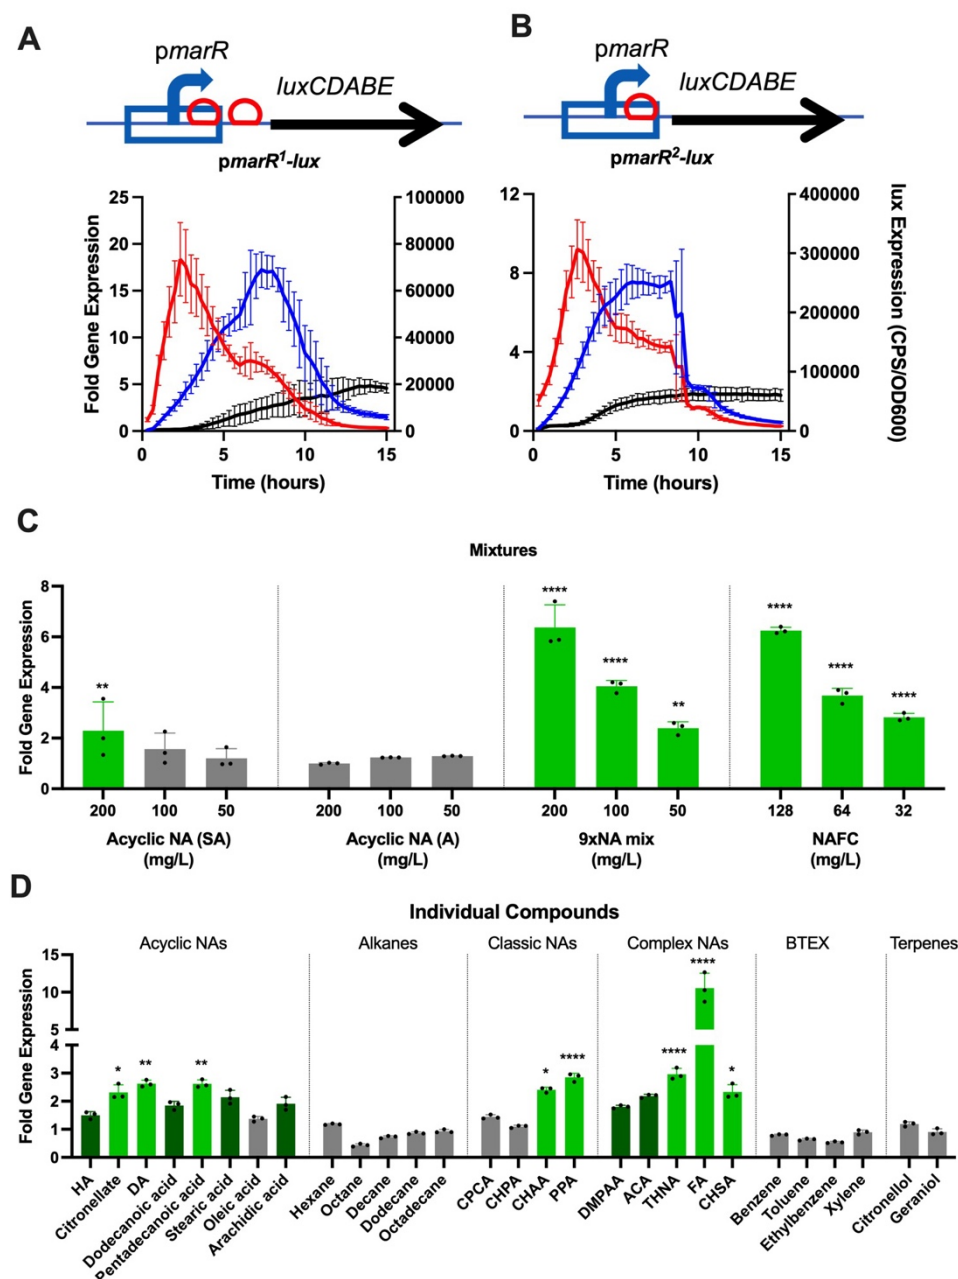 A
pmarR
luxCDABE
pmarR¹-lux
B
pmarR
luxCDABE
pmarR²-lux
Fold Gene Expression
25
20
15
10
5
0
100000
80000
60000
40000
20000
0
0 5 10 15
Time (hours)
12
8
4
0
400000
300000
200000
100000
0
lux Expression (CPS/OD600)
0 5 10 15
Time (hours)
C
Mixtures
Fold Gene Expression
8
6
4
2
0
**
****
****
**
****
****
****
200 100 50 200 100 50 200 100 50 128 64 32
Acyclic NA (SA) Acyclic NA (A) 9xNA mix NAFC
(mg/L) (mg/L) (mg/L) (mg/L)
D
Individual Compounds
Acyclic NAs Alkanes Classic NAs Complex NAs BTEX Terpenes
Fold Gene Expression
15
10
5
4
3
2
1
0
*
**
**
*
****
****
****
*
HA
Citronellate
DA
Dodecanoic acid
Pentadecanoic acid
Stearic acid
Oleic acid
Arachidic acid
Hexane
Octane
Decane
Dodecane
Octadecane
CPCA
CHPA
CHAA
PPA
DMPAA
ACA
THNA
FA
CHSA
Benzene
Toluene
Ethylbenzene
Xylene
Citronellol
Geraniol